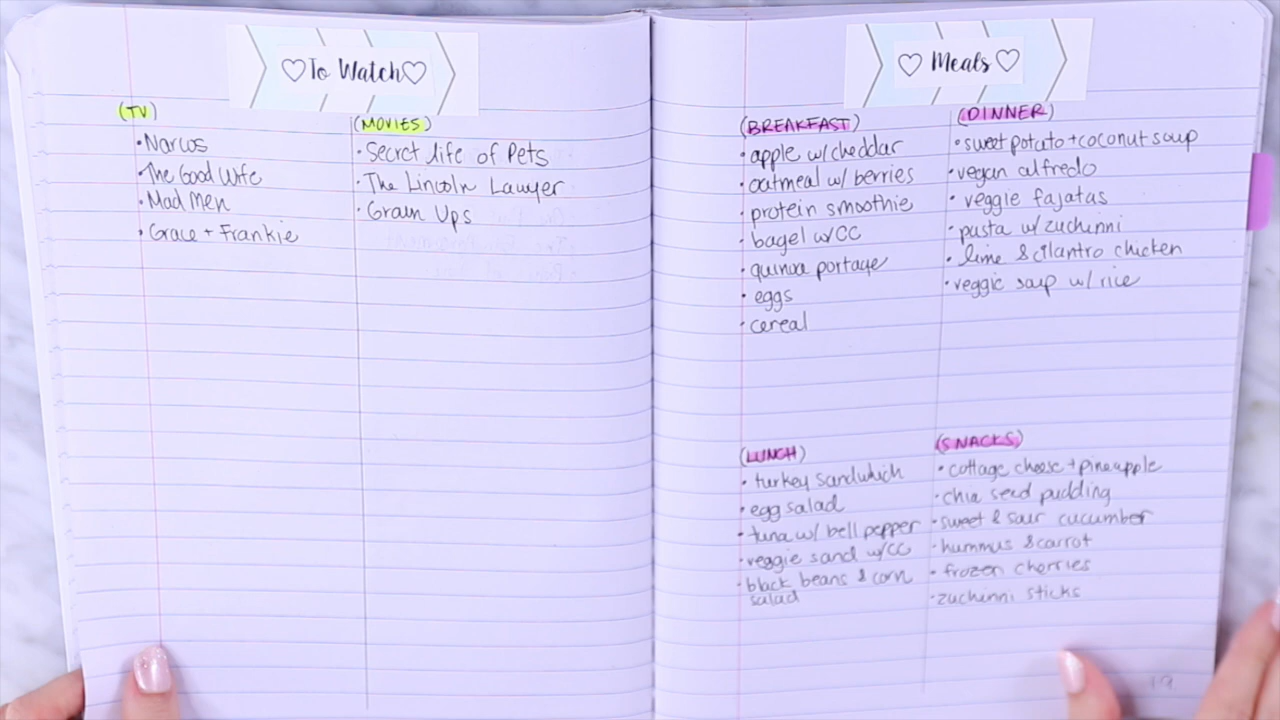 ♡To Watch♡
(TV)
• Narcos
• The Good Wife
• Mad Men
• Grace + Frankie
(MOVIES)
• Secret life of Pets
• The Lincoln Lawyer
• Grown Ups
♡ Meals ♡
(BREAKFAST)
• apple w/cheddar
• oatmeal w/ berries
• protein smoothie
• bagel w/CC
• quinoa portage
• eggs
• cereal
(DINNER)
• sweet potato + coconut soup
• vegan alfredo
• veggie fajatas
• pasta w/zuchinni
• lime & cilantro chicken
• veggie soup w/ rice
(LUNCH)
• turkey sandwhich
• egg salad
• tuna w/ bell pepper
• veggie sand w/CC
• black beans & corn
salad
(SNACKS)
• cottage cheese + pineapple
• chia seed pudding
• sweet & sour cucumber
• hummus & carrot
• frozen cherries
• zuchinni sticks
19